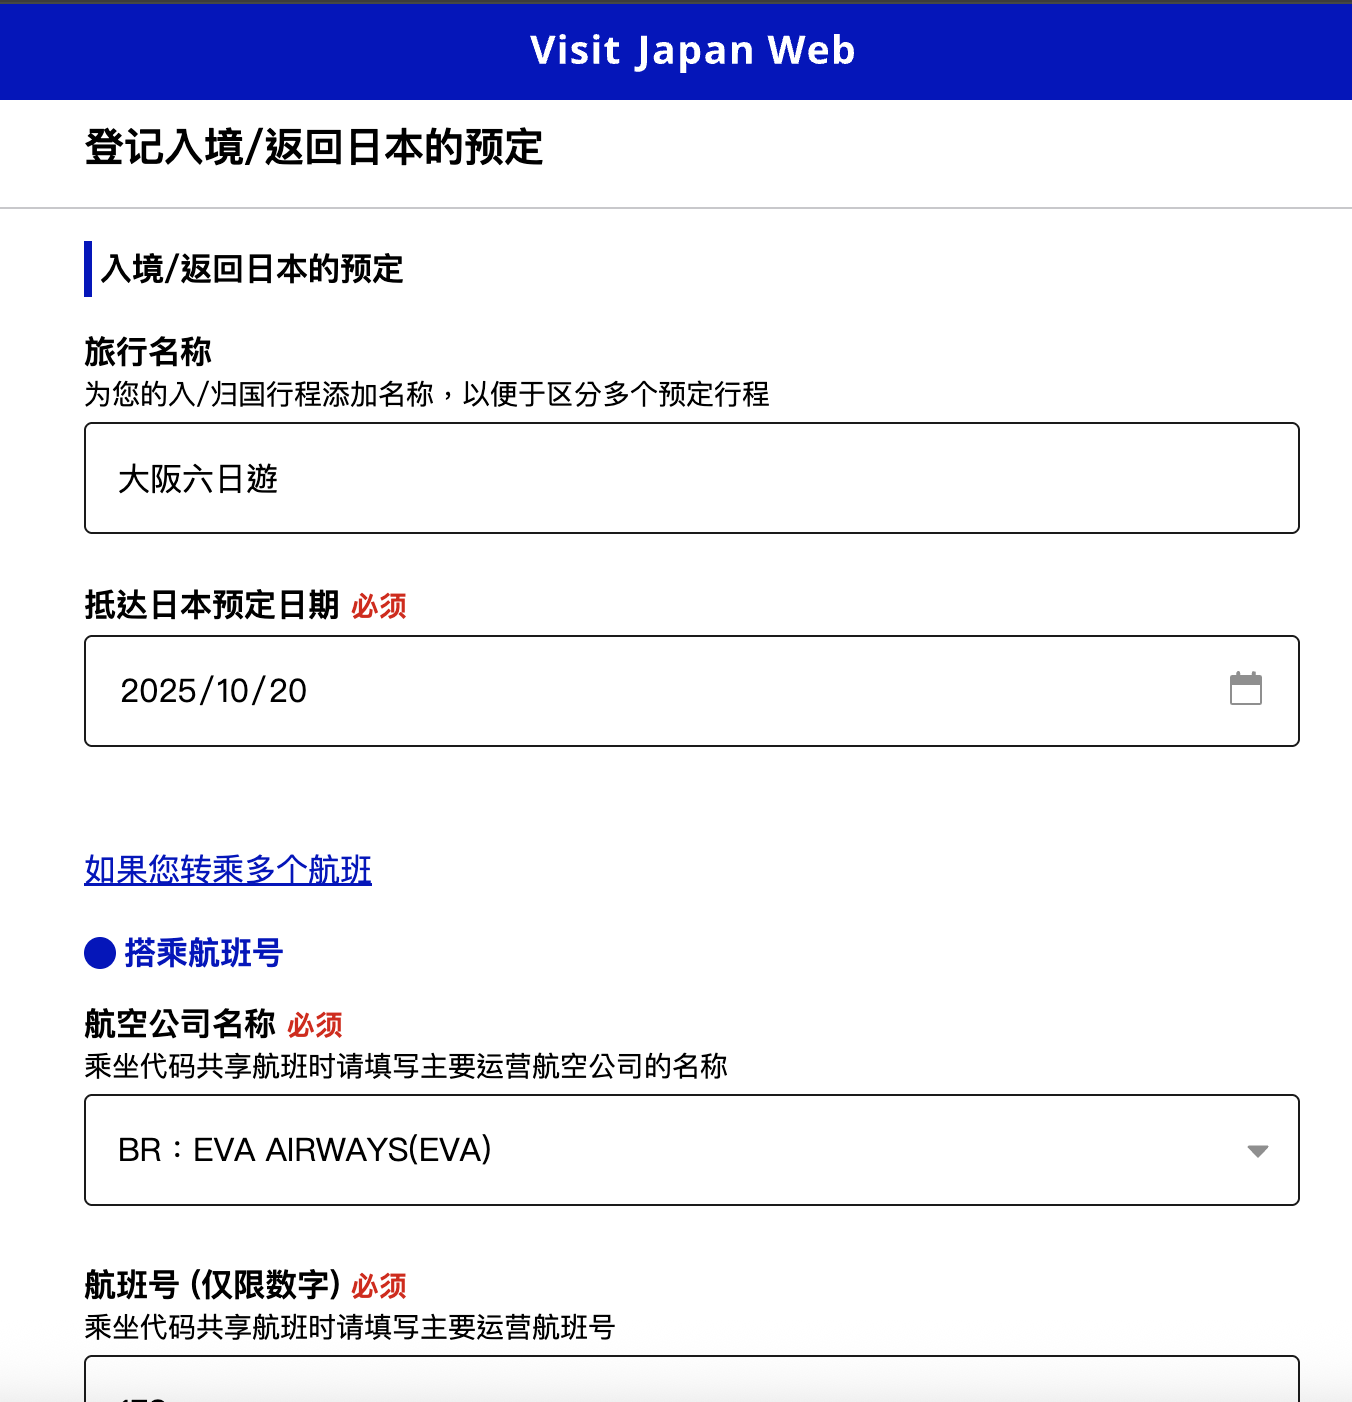 Visit Japan Web
登记入境/返回日本的预定
入境/返回日本的预定
旅行名称
为您的入/归国行程添加名称，以便于区分多个预定行程
大阪六日遊
抵达日本预定日期 必须
2025/10/20
如果您转乘多个航班
搭乘航班号
航空公司名称 必须
乘坐代码共享航班时请填写主要运营航空公司的名称
BR：EVA AIRWAYS(EVA)
航班号 (仅限数字) 必须
乘坐代码共享航班时请填写主要运营航班号